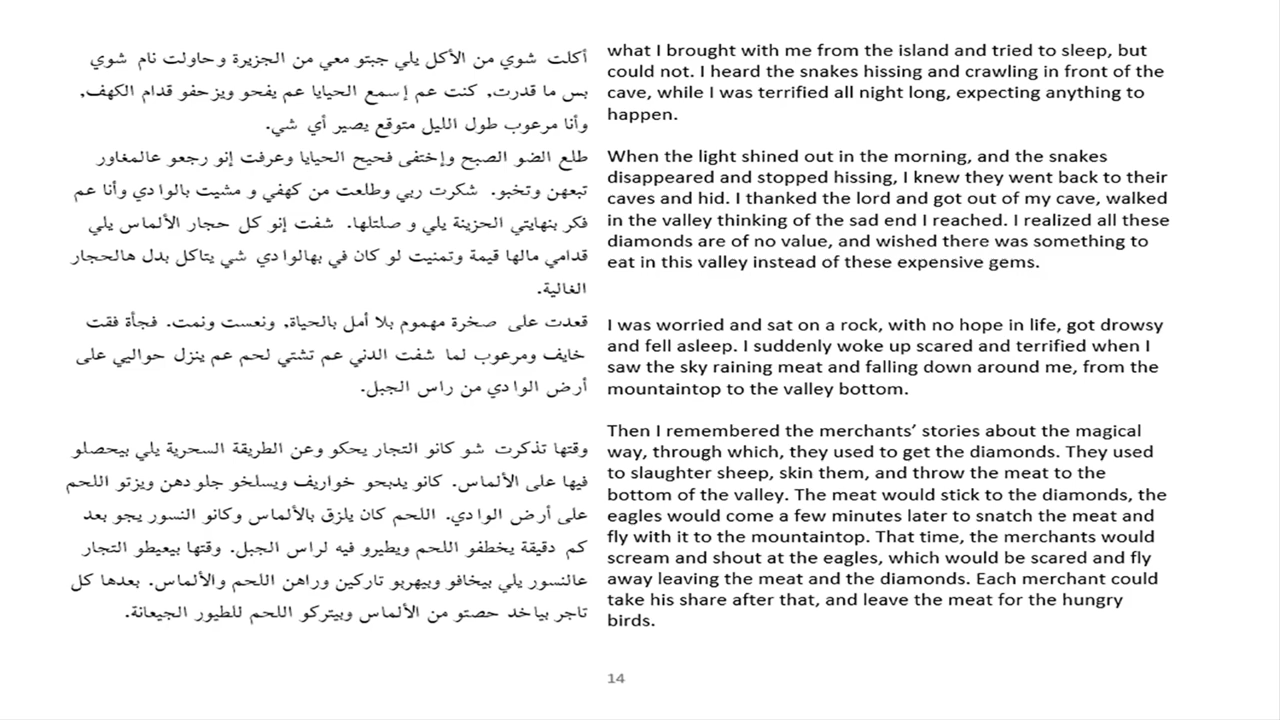 أكلت شوي من الأكل يلي جبتو معي من الجزيرة وحاولت نام شوي
بس ما قدرت, كنت عم إسمع الحيايا عم يفحو ويزحفو قدام الكهف,
وأنا مرعوب طول الليل متوقع يصير أي شي.
طلع الضو الصبح وإختفى فحيح الحيايا وعرفت إنو رجعو عالمغاور
تبعهن وتخبو. شكرت ربي وطلعت من كهفي و مشيت بالوادي وأنا عم
فكر بنهايتي الحزينة يلي و صلتلها. شفت إنو كل حجار الألماس يلي
قدامي مالها قيمة وتمنيت لو كان في بهالوادي شي يتاكل بدل هالحجار
الغالية.
قعدت على صخرة مهموم بلا أمل بالحياة, ونعست ونمت. فجأة فقت
خايف ومرعوب لما شفت الدني عم تشتي لحم عم ينزل حواليي على
أرض الوادي من راس الجبل.
وقتها تذكرت شو كانو التجار يحكو وعن الطريقة السحرية يلي بيحصلو
فيها على الألماس. كانو يدبحو خواريف ويسلخو جلودهن ويزتو اللحم
على أرض الوادي. اللحم كان يلزق بالألماس وكانو النسور يجو بعد
كم دقيقة يخطفو اللحم ويطيرو فيه لراس الجبل. وقتها بيعيطو التجار
عالنسور يلي بيخافو وبيهربو تاركين وراهن اللحم والألماس. بعدها كل
تاجر بياخد حصتو من الألماس وبيتركو اللحم للطيور الجيعانة.
what I brought with me from the island and tried to sleep, but
could not. I heard the snakes hissing and crawling in front of the
cave, while I was terrified all night long, expecting anything to
happen.
When the light shined out in the morning, and the snakes
disappeared and stopped hissing, I knew they went back to their
caves and hid. I thanked the lord and got out of my cave, walked
in the valley thinking of the sad end I reached. I realized all these
diamonds are of no value, and wished there was something to
eat in this valley instead of these expensive gems.
I was worried and sat on a rock, with no hope in life, got drowsy
and fell asleep. I suddenly woke up scared and terrified when I
saw the sky raining meat and falling down around me, from the
mountaintop to the valley bottom.
Then I remembered the merchants’ stories about the magical
way, through which, they used to get the diamonds. They used
to slaughter sheep, skin them, and throw the meat to the
bottom of the valley. The meat would stick to the diamonds, the
eagles would come a few minutes later to snatch the meat and
fly with it to the mountaintop. That time, the merchants would
scream and shout at the eagles, which would be scared and fly
away leaving the meat and the diamonds. Each merchant could
take his share after that, and leave the meat for the hungry
birds.
14